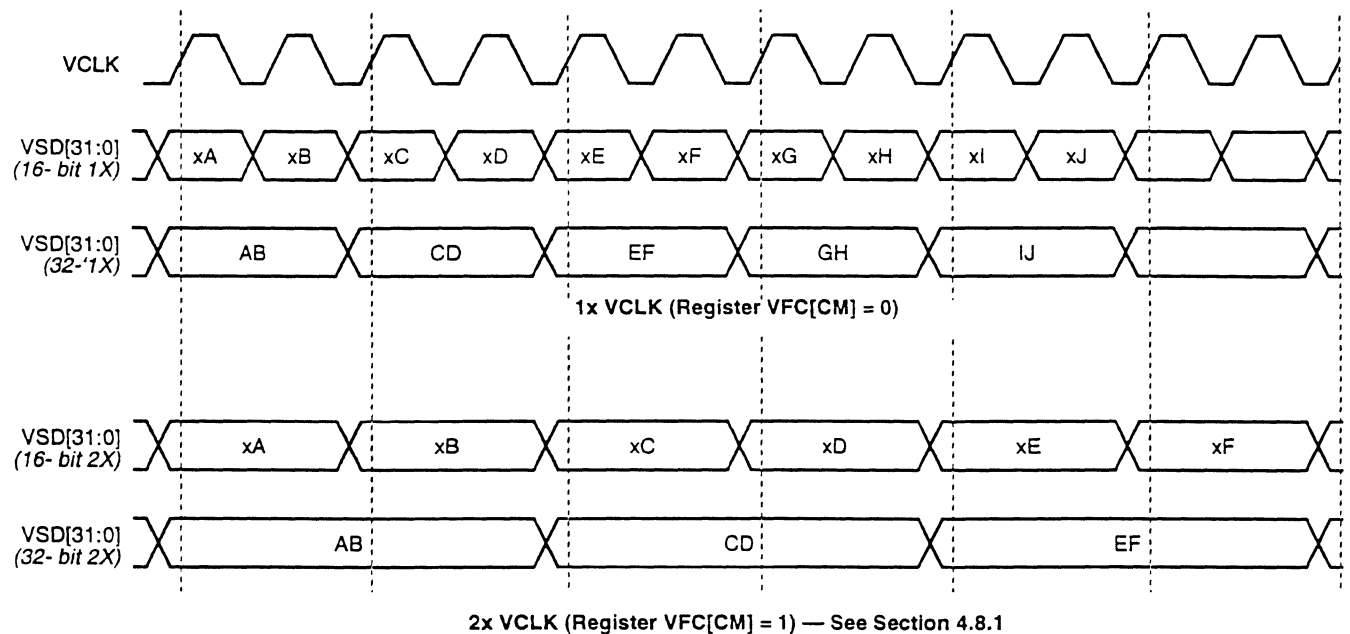 VCLK
VSD[31:0]
(16- bit 1X)
xA xB xC xD xE xF xG xH xI xJ
VSD[31:0]
(32-'1X)
AB CD EF GH IJ
1x VCLK (Register VFC[CM] = 0)
VSD[31:0]
(16- bit 2X)
xA xB xC xD xE xF
VSD[31:0]
(32- bit 2X)
AB CD EF
2x VCLK (Register VFC[CM] = 1) — See Section 4.8.1